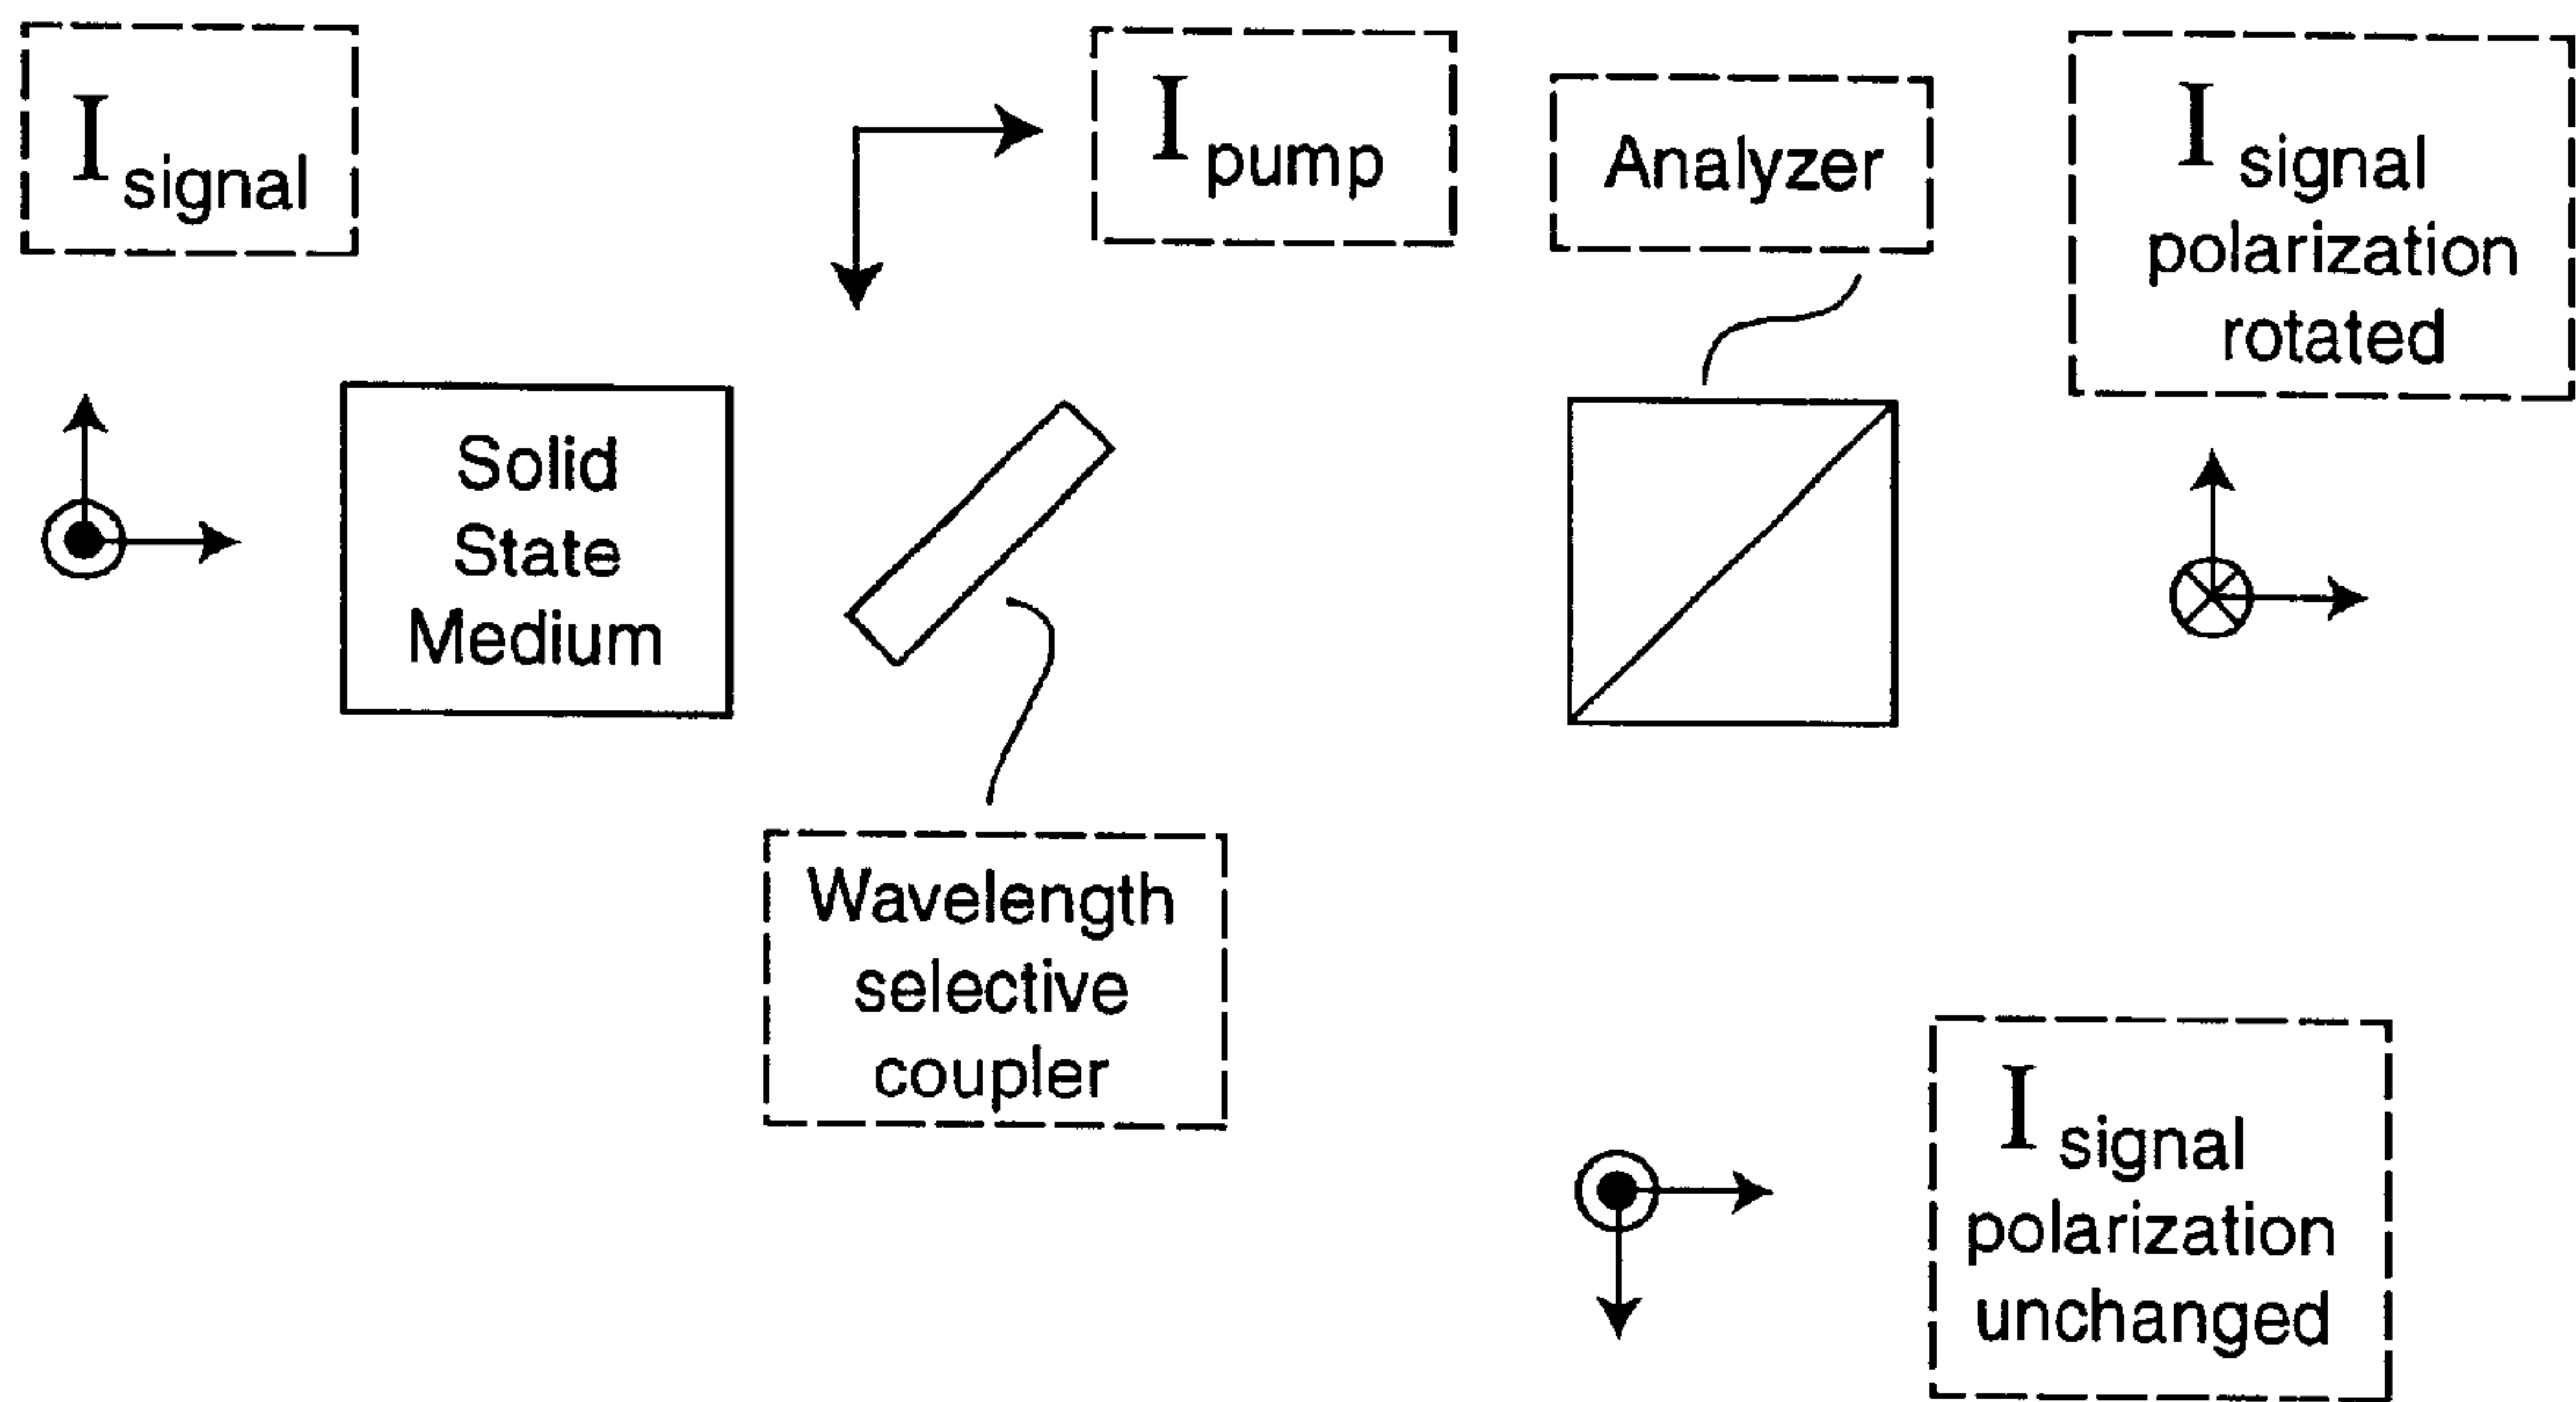 I signal
I pump
Analyzer
I signal
polarization
rotated
Solid
State
Medium
Wavelength
selective
coupler
I signal
polarization
unchanged